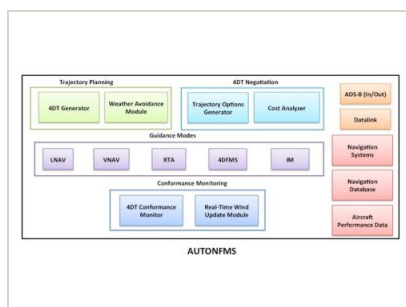 Trajectory Planning
4DT Generator
Weather Avoidance
Module
4DT Negotiation
Trajectory Options
Generator
Cost Analyzer
Guidance Modes
LNAV
VNAV
RTA
4DFMS
IM
Conformance Monitoring
4DT Conformance
Monitor
Real-Time Wind
Update Module
ADS-B (In/Out)
Datalink
Navigation
Systems
Navigation
Database
Aircraft
Performance Data
AUTONFMS